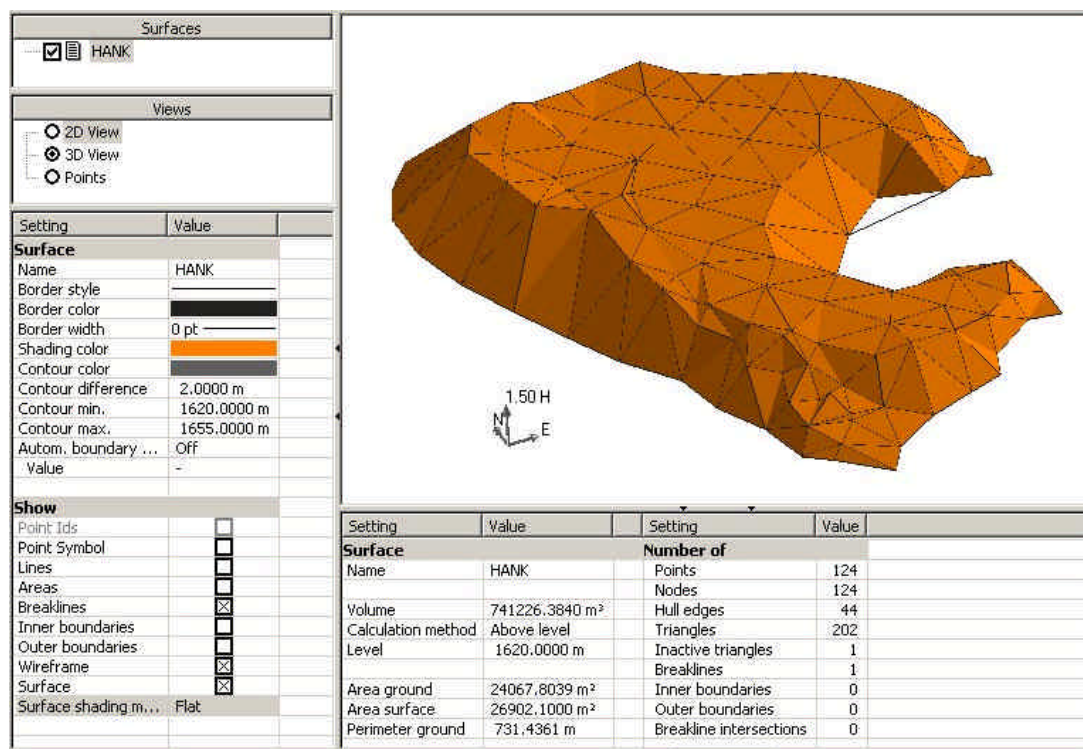 Surfaces
HANK
Views
2D View
3D View
Points
Setting Value
Surface
Name HANK
Border style
Border color
Border width 0 pt
Shading color
Contour color
Contour difference 2.0000 m
Contour min. 1620.0000 m
Contour max. 1655.0000 m
Autom. boundary ... Off
Value -
Show
Point Ids
Point Symbol
Lines
Areas
Breaklines
Inner boundaries
Outer boundaries
Wireframe
Surface
Surface shading m... Flat
1.50 H
N
E
Setting Value Setting Value
Surface Number of
Name HANK Points 124
Nodes 124
Volume 741226.3840 m³ Hull edges 44
Calculation method Above level Triangles 202
Level 1620.0000 m Inactive triangles 1
Breaklines 1
Area ground 24067.8039 m² Inner boundaries 0
Area surface 26902.1000 m² Outer boundaries 0
Perimeter ground 731.4361 m Breakline intersections 0